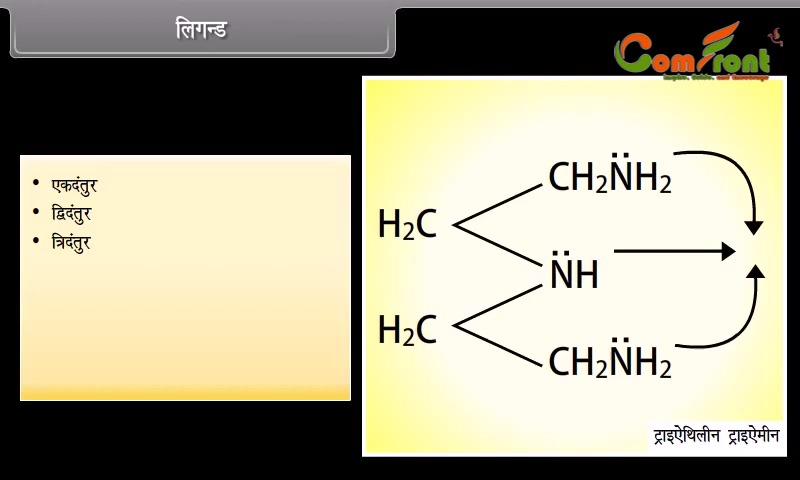 लिगन्ड
ComFront
• एकदंतुर
• द्विदंतुर
• त्रिदंतुर
CH₂N̈H₂
H₂C
N̈H
H₂C
CH₂N̈H₂
ट्राइऐथिलीन ट्राइऐमीन